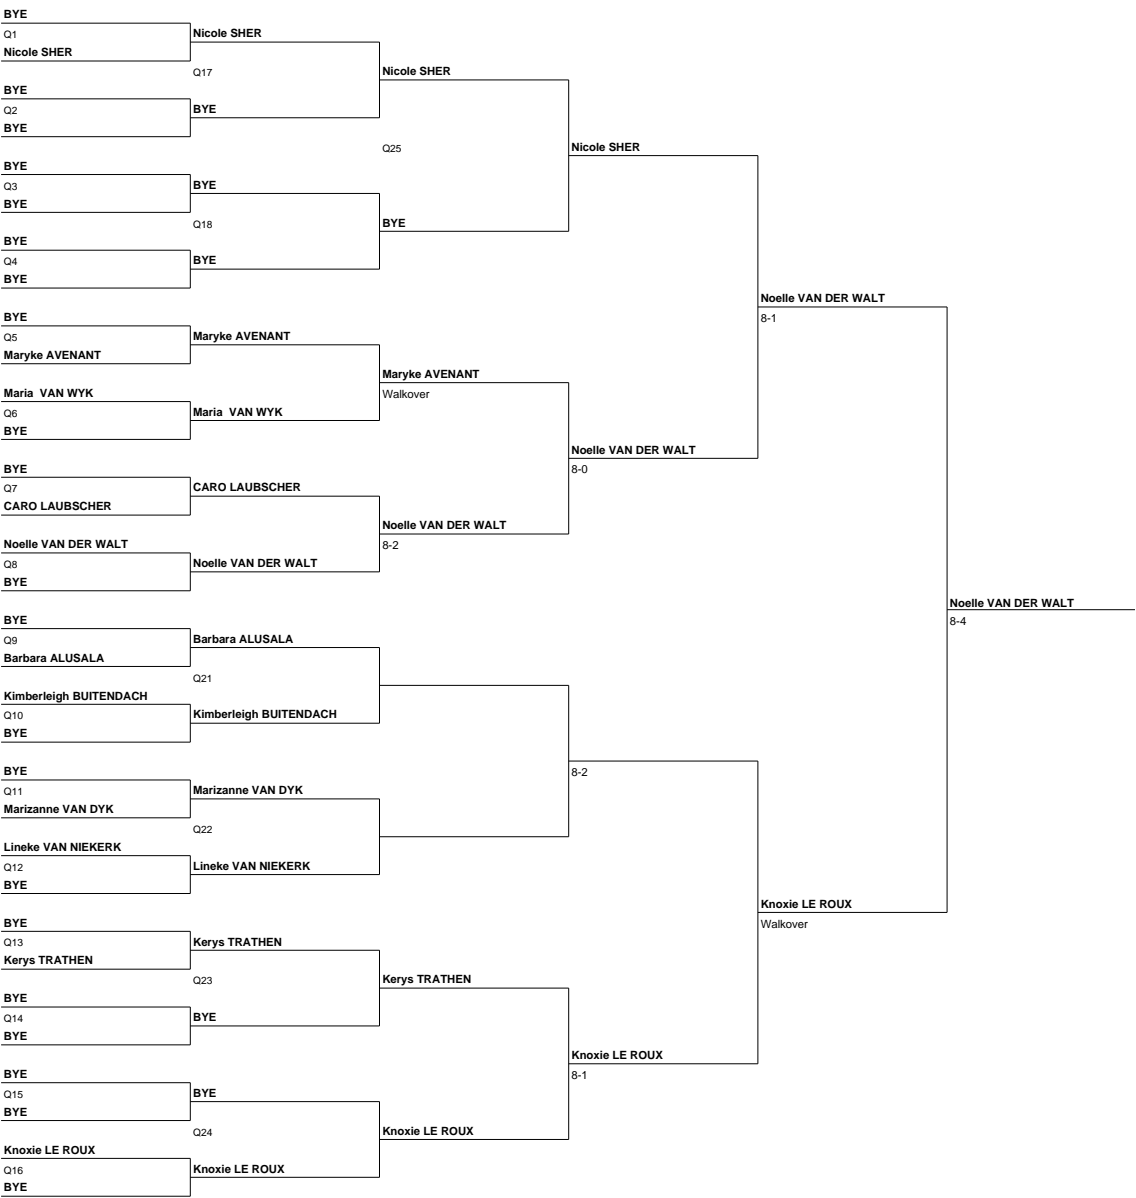 BYE
Q1
Nicole SHER
BYE
Q2
BYE
BYE
Q3
BYE
BYE
Q4
BYE
BYE
Q5
Maryke AVENANT
Maria  VAN WYK
Q6
BYE
BYE
Q7
CARO LAUBSCHER
Noelle VAN DER WALT
Q8
BYE
BYE
Q9
Barbara ALUSALA
Kimberleigh BUITENDACH
Q10
BYE
BYE
Q11
Marizanne VAN DYK
Lineke VAN NIEKERK
Q12
BYE
BYE
Q13
Kerys TRATHEN
BYE
Q14
BYE
BYE
Q15
BYE
Knoxie LE ROUX
Q16
BYE
Nicole SHER
Q17
BYE
BYE
Q18
BYE
Maryke AVENANT
Maria  VAN WYK
CARO LAUBSCHER
Noelle VAN DER WALT
Barbara ALUSALA
Q21
Kimberleigh BUITENDACH
Marizanne VAN DYK
Q22
Lineke VAN NIEKERK
Kerys TRATHEN
Q23
BYE
BYE
Q24
Knoxie LE ROUX
Nicole SHER
Q25
BYE
Maryke AVENANT
Walkover
Noelle VAN DER WALT
8-2
Kerys TRATHEN
Knoxie LE ROUX
Nicole SHER
Noelle VAN DER WALT
8-0
8-2
Knoxie LE ROUX
8-1
Noelle VAN DER WALT
8-1
Knoxie LE ROUX
Walkover
Noelle VAN DER WALT
8-4